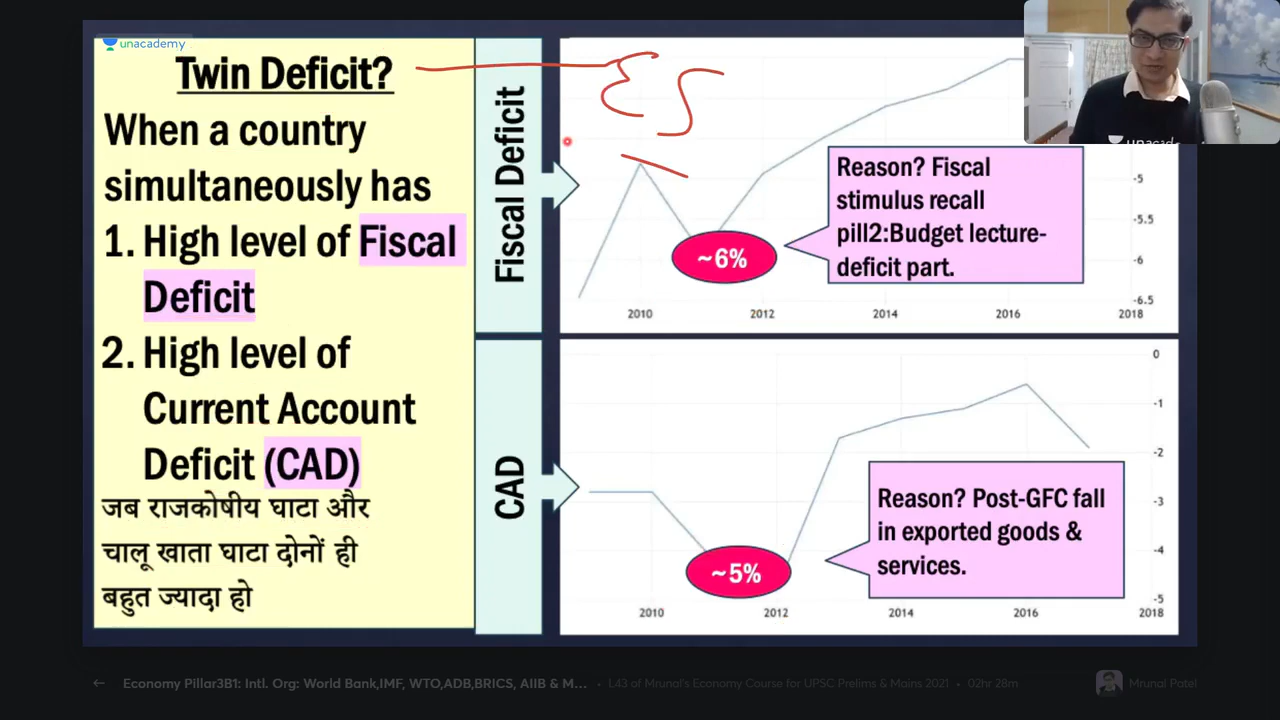 unacademy
Twin Deficit?
When a country
simultaneously has
1. High level of Fiscal
Deficit
2. High level of
Current Account
Deficit (CAD)
जब राजकोषीय घाटा और
चालू खाता घाटा दोनों ही
बहुत ज्यादा हो
Fiscal Deficit
ES
Reason? Fiscal
stimulus recall
pill2:Budget lecture-
deficit part.
~6%
-5
-5.5
-6
-6.5
2010 2012 2014 2016 2018
CAD
0
-1
-2
-3
-4
-5
Reason? Post-GFC fall
in exported goods &
services.
~5%
2010 2012 2014 2016 2018
← Economy Pillar3B1: Intl. Org: World Bank,IMF, WTO,ADB,BRICS, AIIB & M... • L43 of Mrunal's Economy Course for UPSC Prelims & Mains 2021 • 02hr 28m
Mrunal Patel